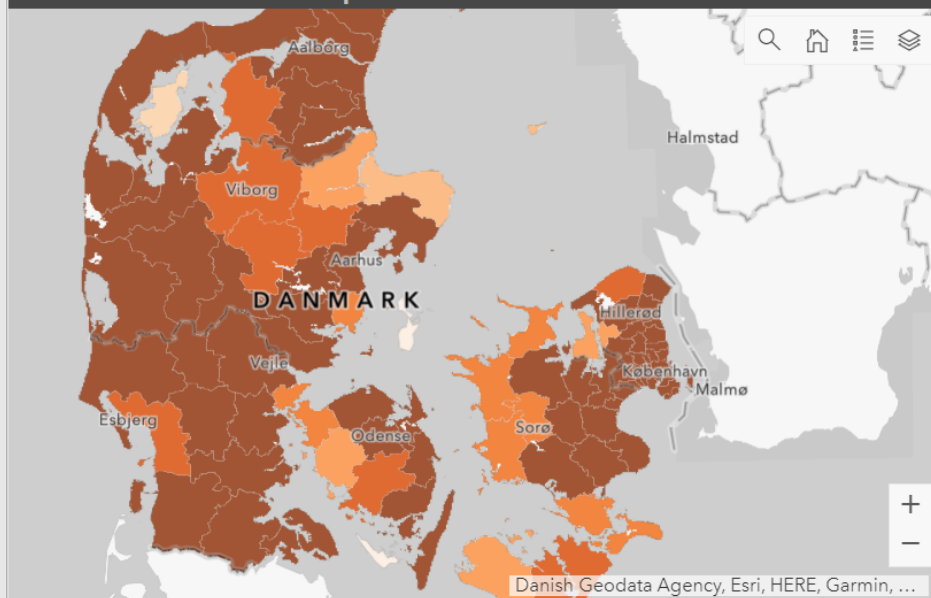 Aalborg
Halmstad
Viborg
Aarhus
DANMARK
Hillerød
Vejle
København
Malmø
Esbjerg
Odense
Sorø
+
−
Danish Geodata Agency, Esri, HERE, Garmin, ...